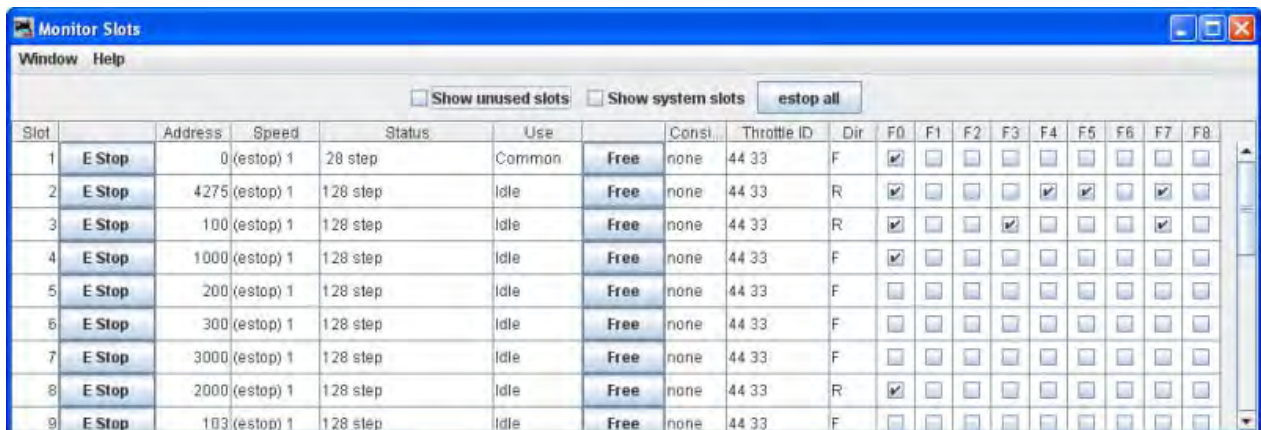 Monitor Slots
Window Help
Show unused slots Show system slots estop all
Slot Address Speed Status Use Consi... Throttle ID Dir F0 F1 F2 F3 F4 F5 F6 F7 F8
1 E Stop 0 (estop) 1 28 step Common Free none 44 33 F
2 E Stop 4275 (estop) 1 128 step Idle Free none 44 33 R
3 E Stop 100 (estop) 1 128 step Idle Free none 44 33 R
4 E Stop 1000 (estop) 1 128 step Idle Free none 44 33 F
5 E Stop 200 (estop) 1 128 step Idle Free none 44 33 F
6 E Stop 300 (estop) 1 128 step Idle Free none 44 33 F
7 E Stop 3000 (estop) 1 128 step Idle Free none 44 33 F
8 E Stop 2000 (estop) 1 128 step Idle Free none 44 33 R
9 E Stop 103 (estop) 1 128 step Idle Free none 44 33 F